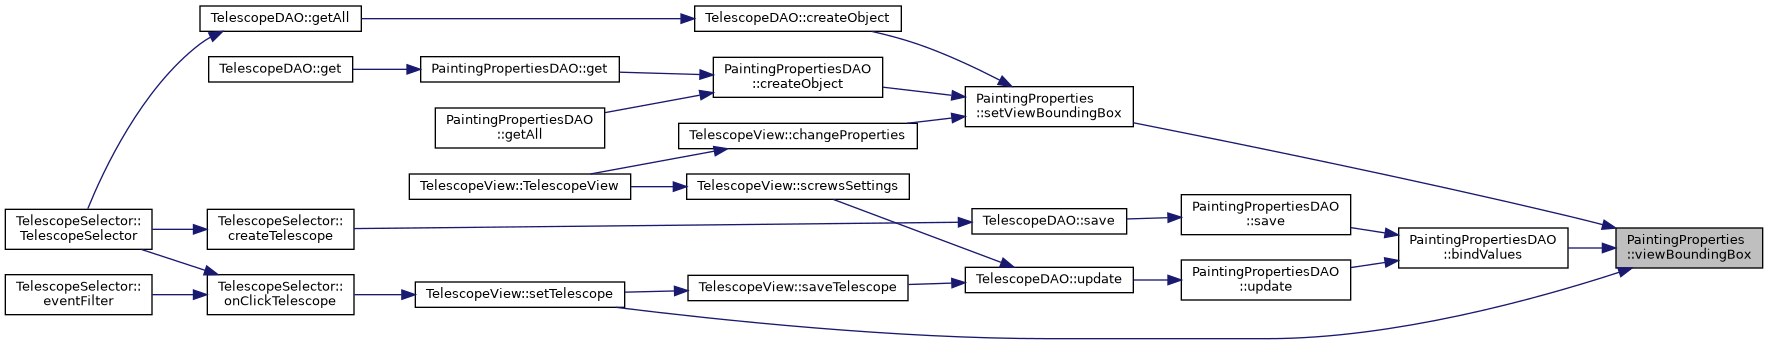 TelescopeDAO::getAll
TelescopeDAO::createObject
TelescopeDAO::get
PaintingPropertiesDAO::get
PaintingPropertiesDAO
::createObject
PaintingProperties
::setViewBoundingBox
PaintingPropertiesDAO
::getAll
TelescopeView::changeProperties
TelescopeView::TelescopeView
TelescopeView::screwsSettings
TelescopeSelector::
TelescopeSelector
TelescopeSelector::
createTelescope
TelescopeDAO::save
PaintingPropertiesDAO
::save
PaintingPropertiesDAO
::bindValues
PaintingProperties
::viewBoundingBox
TelescopeSelector::
eventFilter
TelescopeSelector::
onClickTelescope
TelescopeView::setTelescope
TelescopeView::saveTelescope
TelescopeDAO::update
PaintingPropertiesDAO
::update